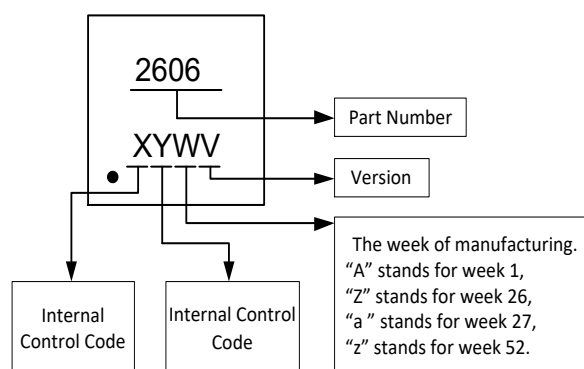 2606
Part Number
XYWV
Version
The week of manufacturing.
“A” stands for week 1,
“Z” stands for week 26,
“a ” stands for week 27,
“z” stands for week 52.
Internal
Control Code
Internal Control
Code